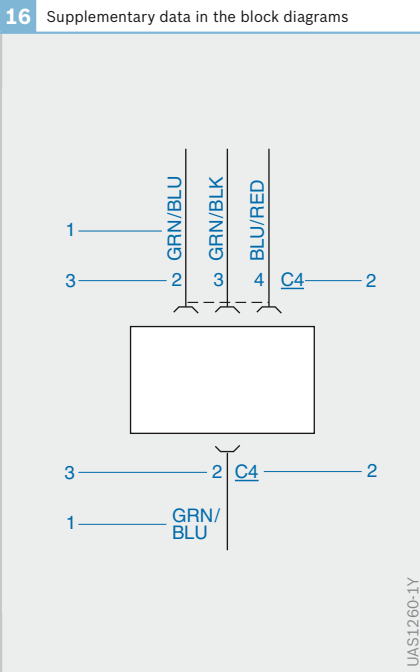 16 Supplementary data in the block diagrams
GRN/BLU GRN/BLK BLU/RED
1
3 2 3 4 C4 2
3 2 C4 2
1 GRN/
BLU
UAS1260-1Y